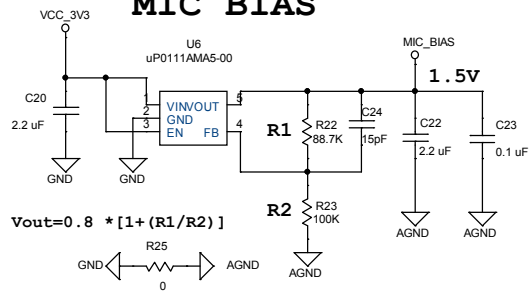 MIC BIAS
VCC_3V3
U6
uP0111AMA5-00
MIC_BIAS
1.5V
C20
2.2 uF
1
2
3
VIN
GND
EN
VOUT
FB
5
4
R1
R22
88.7K
C24
15pF
C22
2.2 uF
C23
0.1 uF
GND
GND
R2
R23
100K
AGND
AGND
AGND
Vout=0.8 *[1+(R1/R2)]
R25
GND
AGND
0